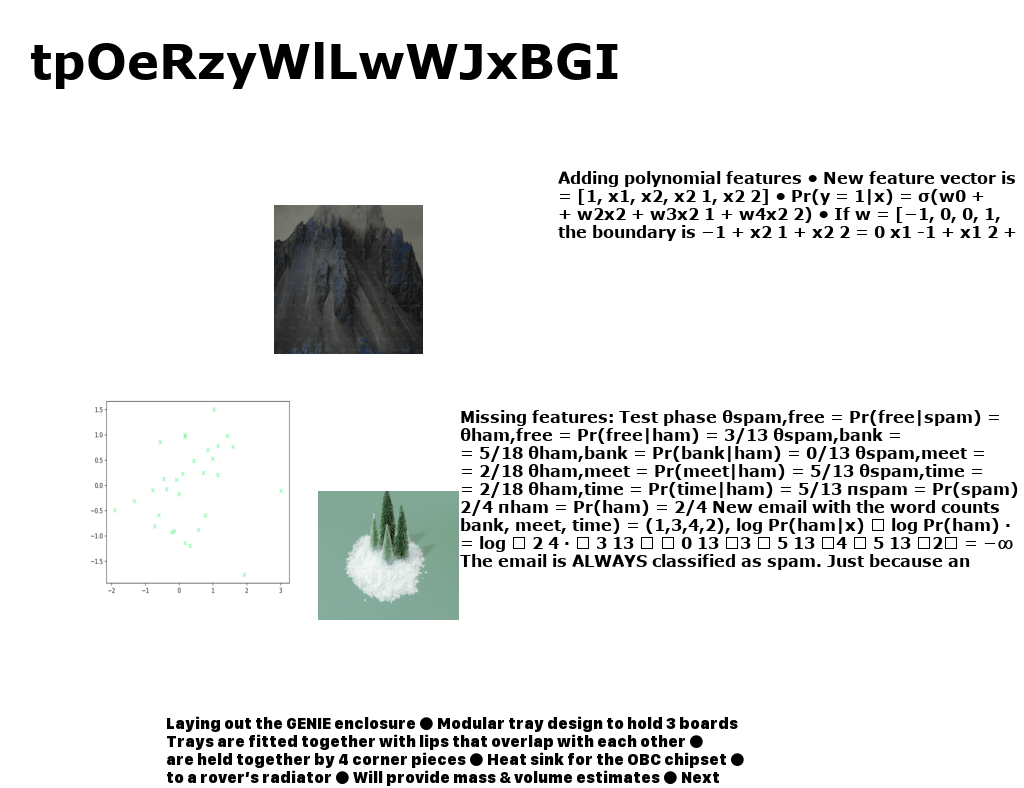 tpOeRzyWlLwWJxBGI
Adding polynomial features ● New feature vector is
= [1, x1, x2, x2 1, x2 2] ● Pr(y = 1|x) = σ(w0 +
+ w2x2 + w3x2 1 + w4x2 2) ● If w = [−1, 0, 0, 1,
the boundary is −1 + x2 1 + x2 2 = 0 x1 -1 + x1 2 +
1.5
1.0
0.5
0.0
−0.5
−1.0
−1.5
−2 −1 0 1 2 3
Missing features: Test phase θspam,free = Pr(free|spam) =
θham,free = Pr(free|ham) = 3/13 θspam,bank =
= 5/18 θham,bank = Pr(bank|ham) = 0/13 θspam,meet =
= 2/18 θham,meet = Pr(meet|ham) = 5/13 θspam,time =
= 2/18 θham,time = Pr(time|ham) = 5/13 πspam = Pr(spam)
2/4 πham = Pr(ham) = 2/4 New email with the word counts
bank, meet, time) = (1,3,4,2), log Pr(ham|x) □ log Pr(ham) ·
= log □ 2 4 · □ 3 13 □ □ 0 13 □3 □ 5 13 □4 □ 5 13 □2□ = −∞
The email is ALWAYS classified as spam. Just because an
Laying out the GENIE enclosure ● Modular tray design to hold 3 boards
Trays are fitted together with lips that overlap with each other ●
are held together by 4 corner pieces ● Heat sink for the OBC chipset ●
to a rover’s radiator ● Will provide mass & volume estimates ● Next